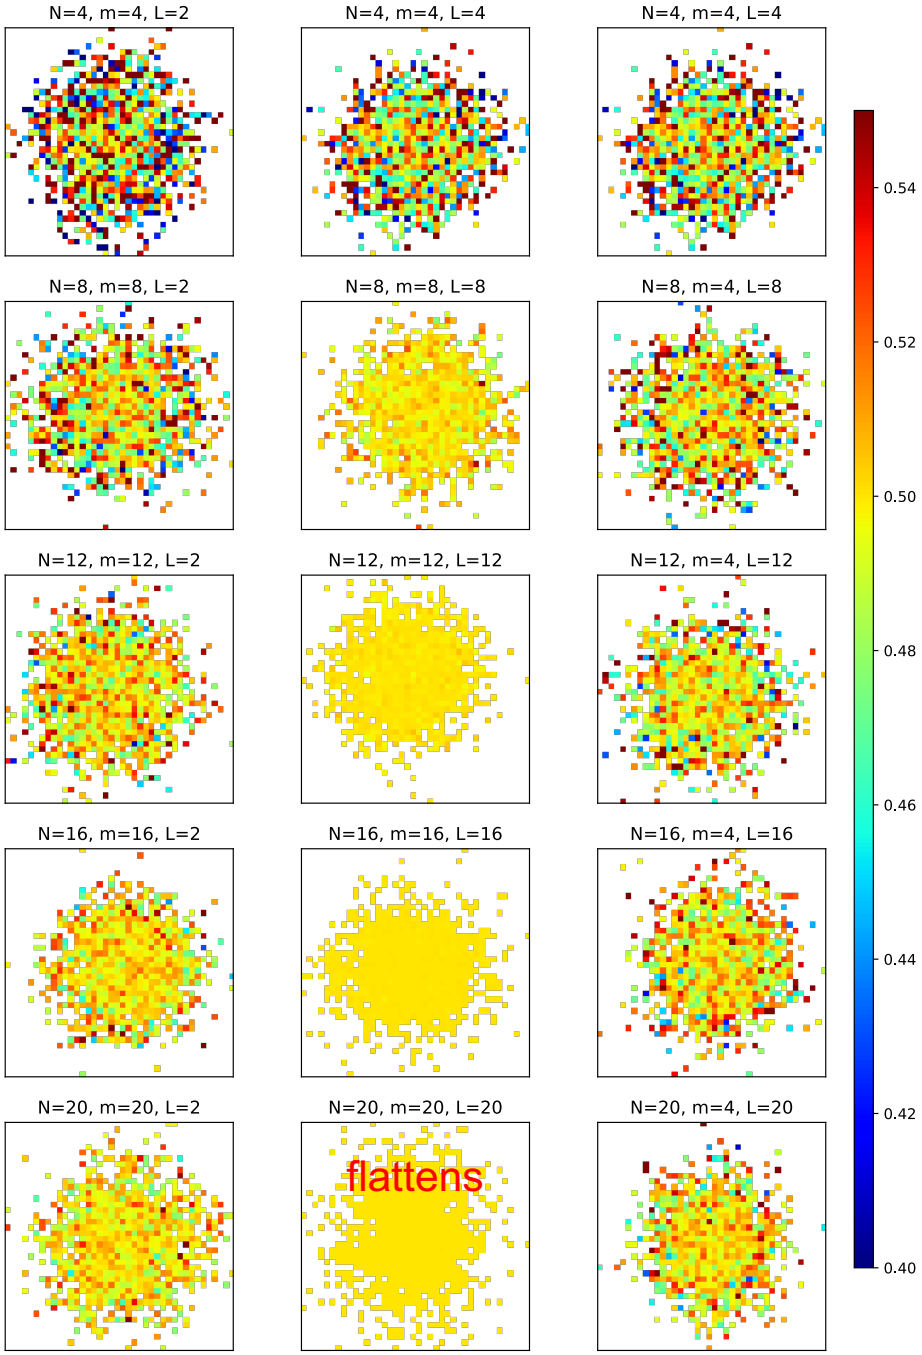 N=4, m=4, L=2
N=4, m=4, L=4
N=4, m=4, L=4
N=8, m=8, L=2
N=8, m=8, L=8
N=8, m=4, L=8
N=12, m=12, L=2
N=12, m=12, L=12
N=12, m=4, L=12
N=16, m=16, L=2
N=16, m=16, L=16
N=16, m=4, L=16
N=20, m=20, L=2
N=20, m=20, L=20
N=20, m=4, L=20
flattens
0.54
0.52
0.50
0.48
0.46
0.44
0.42
0.40